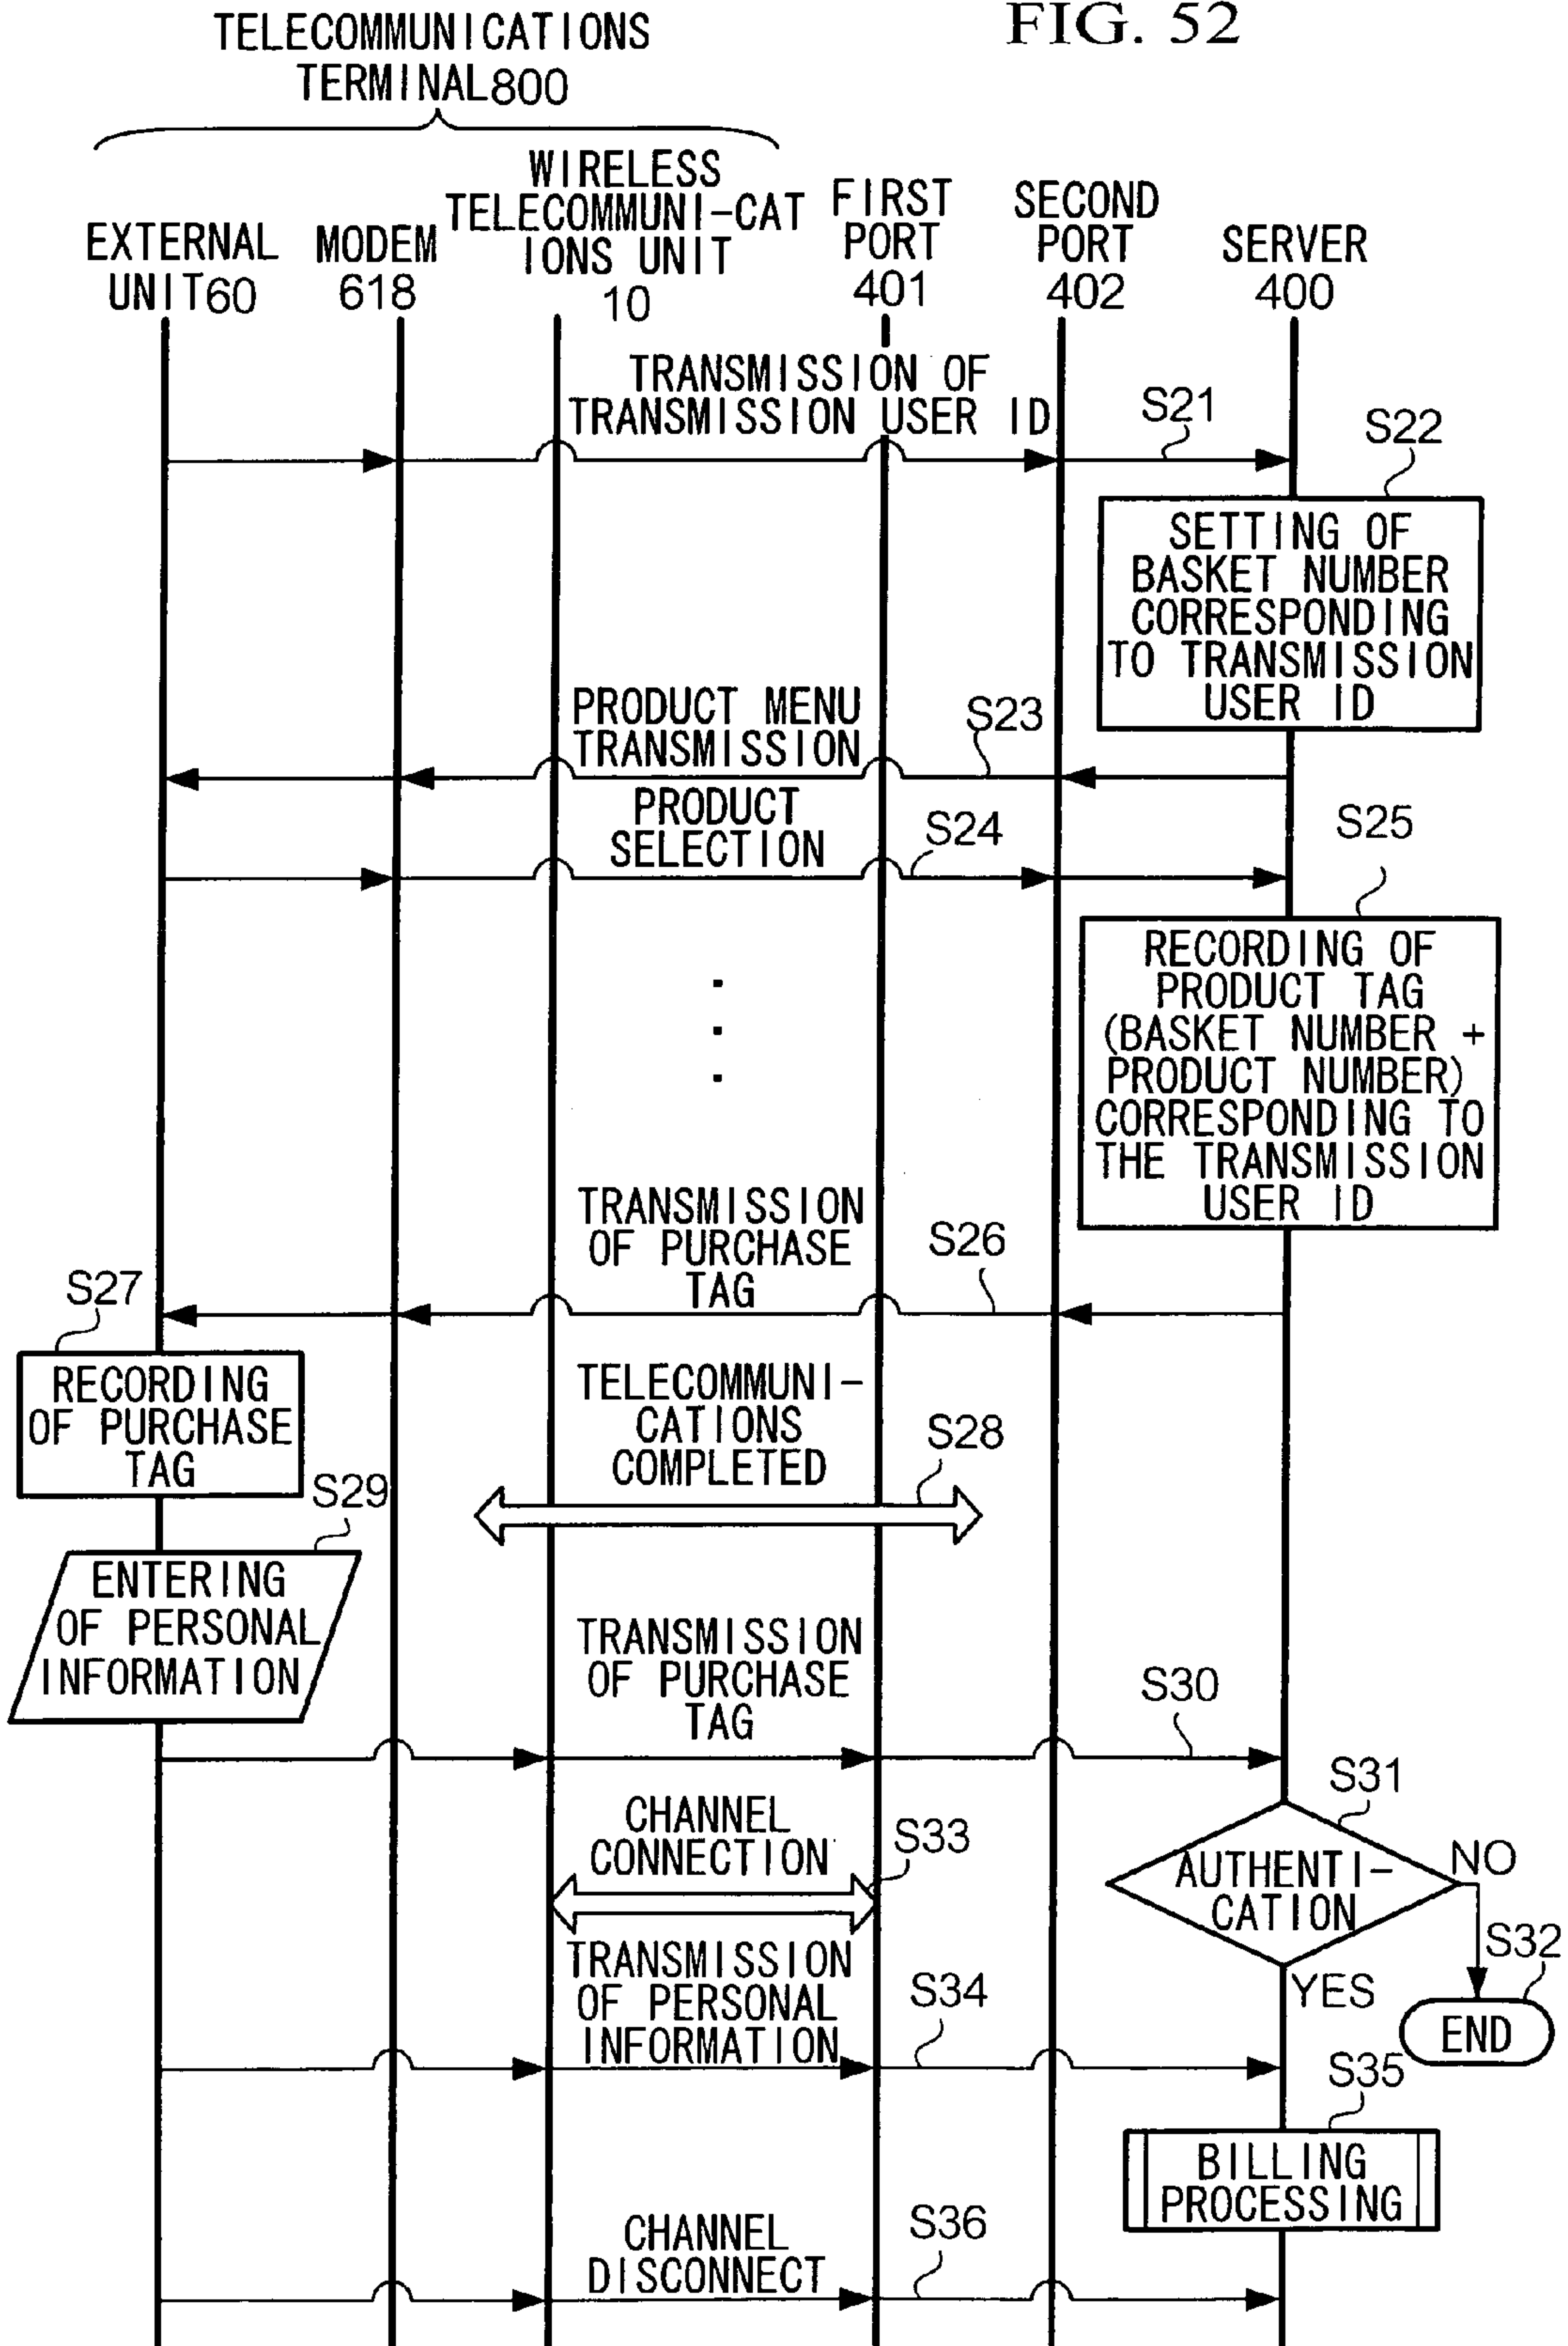 FIG. 52
TELECOMMUNICATIONS
TERMINAL800
EXTERNAL
UNIT60
MODEM
618
WIRELESS
TELECOMMUNI-CAT
IONS UNIT
10
FIRST
PORT
401
SECOND
PORT
402
SERVER
400
TRANSMISSION OF
TRANSMISSION USER ID
S21
S22
SETTING OF
BASKET NUMBER
CORRESPONDING
TO TRANSMISSION
USER ID
PRODUCT MENU
TRANSMISSION
S23
PRODUCT
SELECTION
S24
S25
RECORDING OF
PRODUCT TAG
(BASKET NUMBER +
PRODUCT NUMBER)
CORRESPONDING TO
THE TRANSMISSION
USER ID
TRANSMISSION
OF PURCHASE
TAG
S26
S27
RECORDING
OF PURCHASE
TAG
TELECOMMUNI-
CATIONS
COMPLETED
S28
S29
ENTERING
OF PERSONAL
INFORMATION
TRANSMISSION
OF PURCHASE
TAG
S30
S31
AUTHENTI-
CATION
NO
YES
S32
END
CHANNEL
CONNECTION
S33
TRANSMISSION
OF PERSONAL
INFORMATION
S34
S35
BILLING
PROCESSING
CHANNEL
DISCONNECT
S36